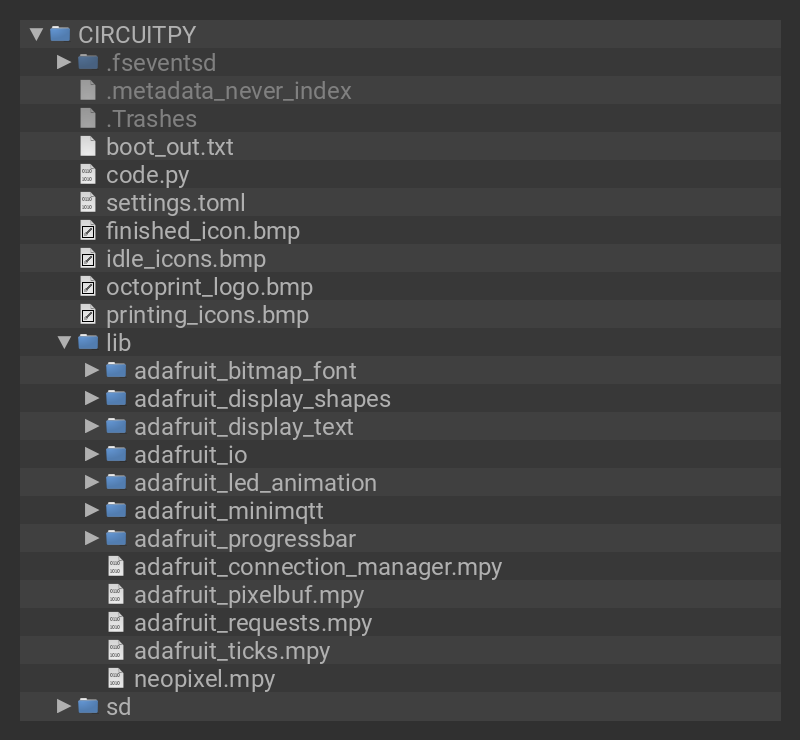 CIRCUITPY
.fseventsd
.metadata_never_index
.Trashes
boot_out.txt
code.py
settings.toml
finished_icon.bmp
idle_icons.bmp
octoprint_logo.bmp
printing_icons.bmp
lib
adafruit_bitmap_font
adafruit_display_shapes
adafruit_display_text
adafruit_io
adafruit_led_animation
adafruit_minimqtt
adafruit_progressbar
adafruit_connection_manager.mpy
adafruit_pixelbuf.mpy
adafruit_requests.mpy
adafruit_ticks.mpy
neopixel.mpy
sd